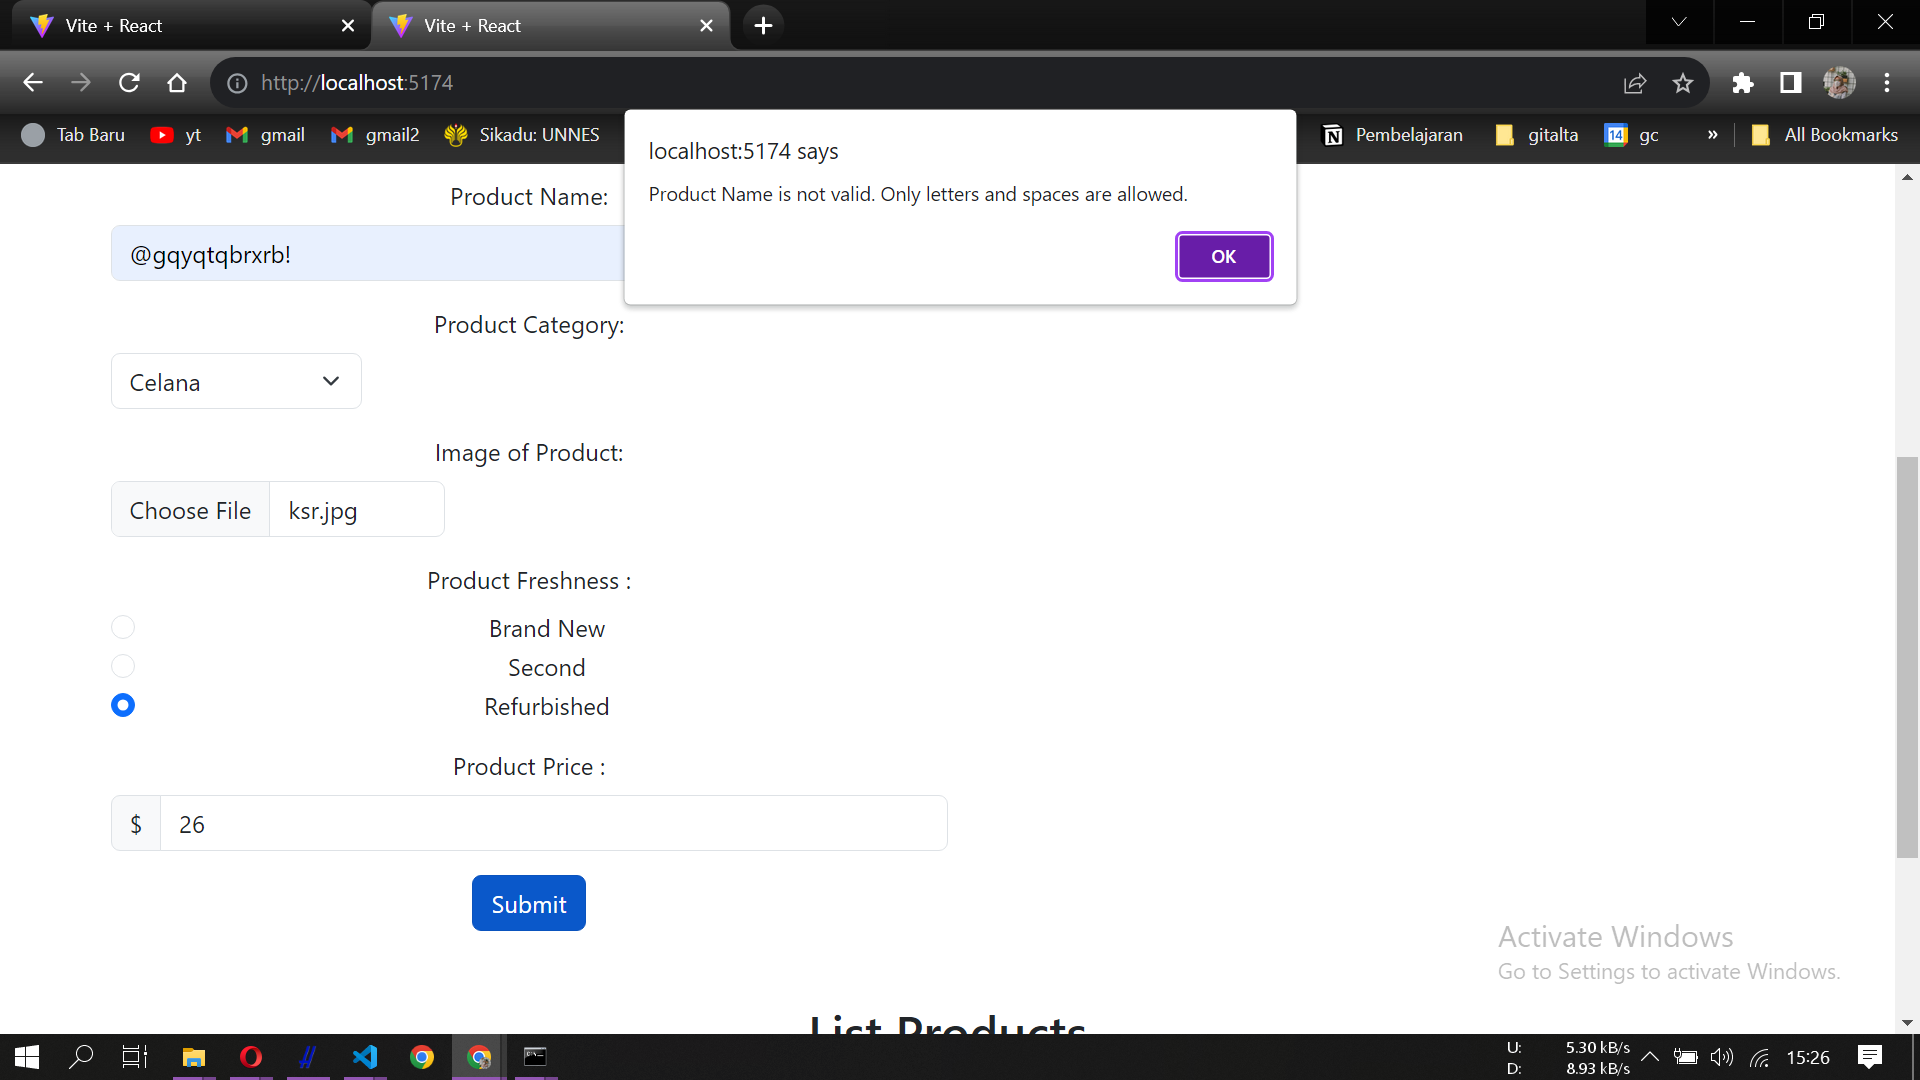 Vite + React
Vite + React
http://localhost:5174
Tab Baru
yt
gmail
gmail2
Sikadu: UNNES
Pembelajaran
gitalta
14
gc
»
All Bookmarks
localhost:5174 says
Product Name is not valid. Only letters and spaces are allowed.
OK
Product Name:
@gqyqtqbrxrb!
Product Category:
Celana
Image of Product:
Choose File
ksr.jpg
Product Freshness :
Brand New
Second
Refurbished
Product Price :
$
26
Submit
Activate Windows
Go to Settings to activate Windows.
List Products
U: 5.30 kB/s
D: 8.93 kB/s
15:26